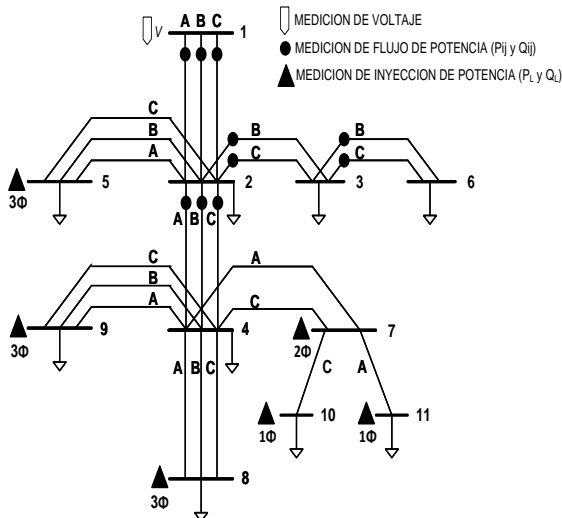 V
A B C
1
MEDICION DE VOLTAJE
MEDICION DE FLUJO DE POTENCIA (Pij y Qij)
MEDICION DE INYECCION DE POTENCIA (PL y QL)
C
B
A
B
C
B
C
3Φ
5
2
3
6
A B C
C
B
A
A
C
3Φ
9
4
7
2Φ
A B C
C
A
1Φ
10
1Φ
11
3Φ
8